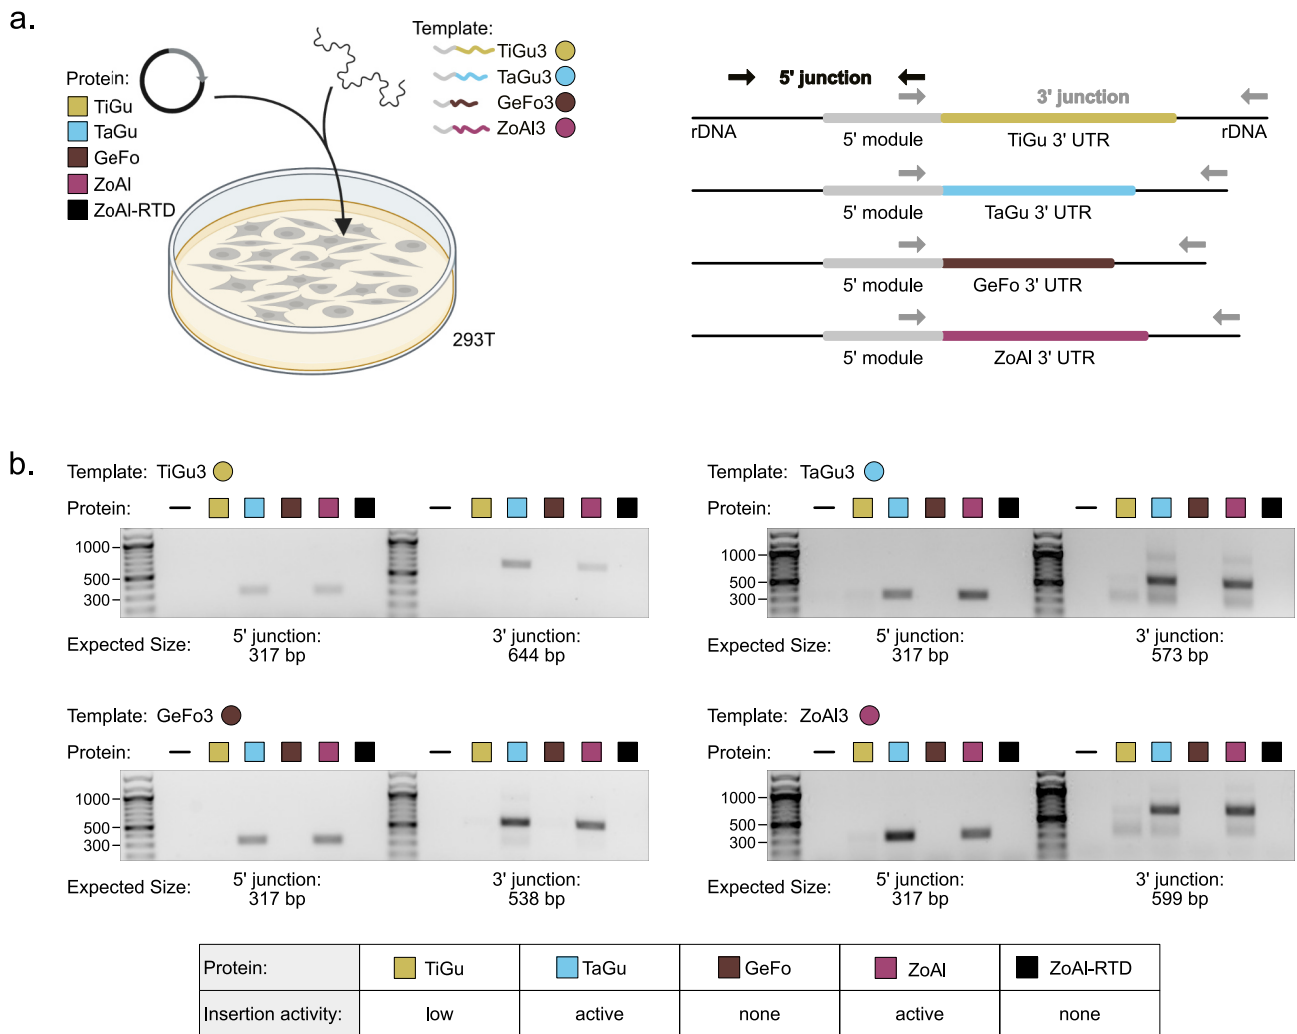 a.
Protein:
TiGu
TaGu
GeFo
ZoAl
ZoAl-RTD
Template:
TiGu3
TaGu3
GeFo3
ZoAl3
293T
5' junction
3' junction
rDNA
5' module
TiGu 3' UTR
rDNA
5' module
TaGu 3' UTR
5' module
GeFo 3' UTR
5' module
ZoAl 3' UTR
b.
Template: TiGu3
Protein: –
–
1000
500
300
Expected Size:
5' junction:
317 bp
3' junction:
644 bp
Template: TaGu3
Protein: –
–
1000
500
300
Expected Size:
5' junction:
317 bp
3' junction:
573 bp
Template: GeFo3
Protein: –
–
1000
500
300
Expected Size:
5' junction:
317 bp
3' junction:
538 bp
Template: ZoAl3
Protein: –
–
1000
500
300
Expected Size:
5' junction:
317 bp
3' junction:
599 bp
Protein: TiGu TaGu GeFo ZoAl ZoAl-RTD
Insertion activity: low active none active none